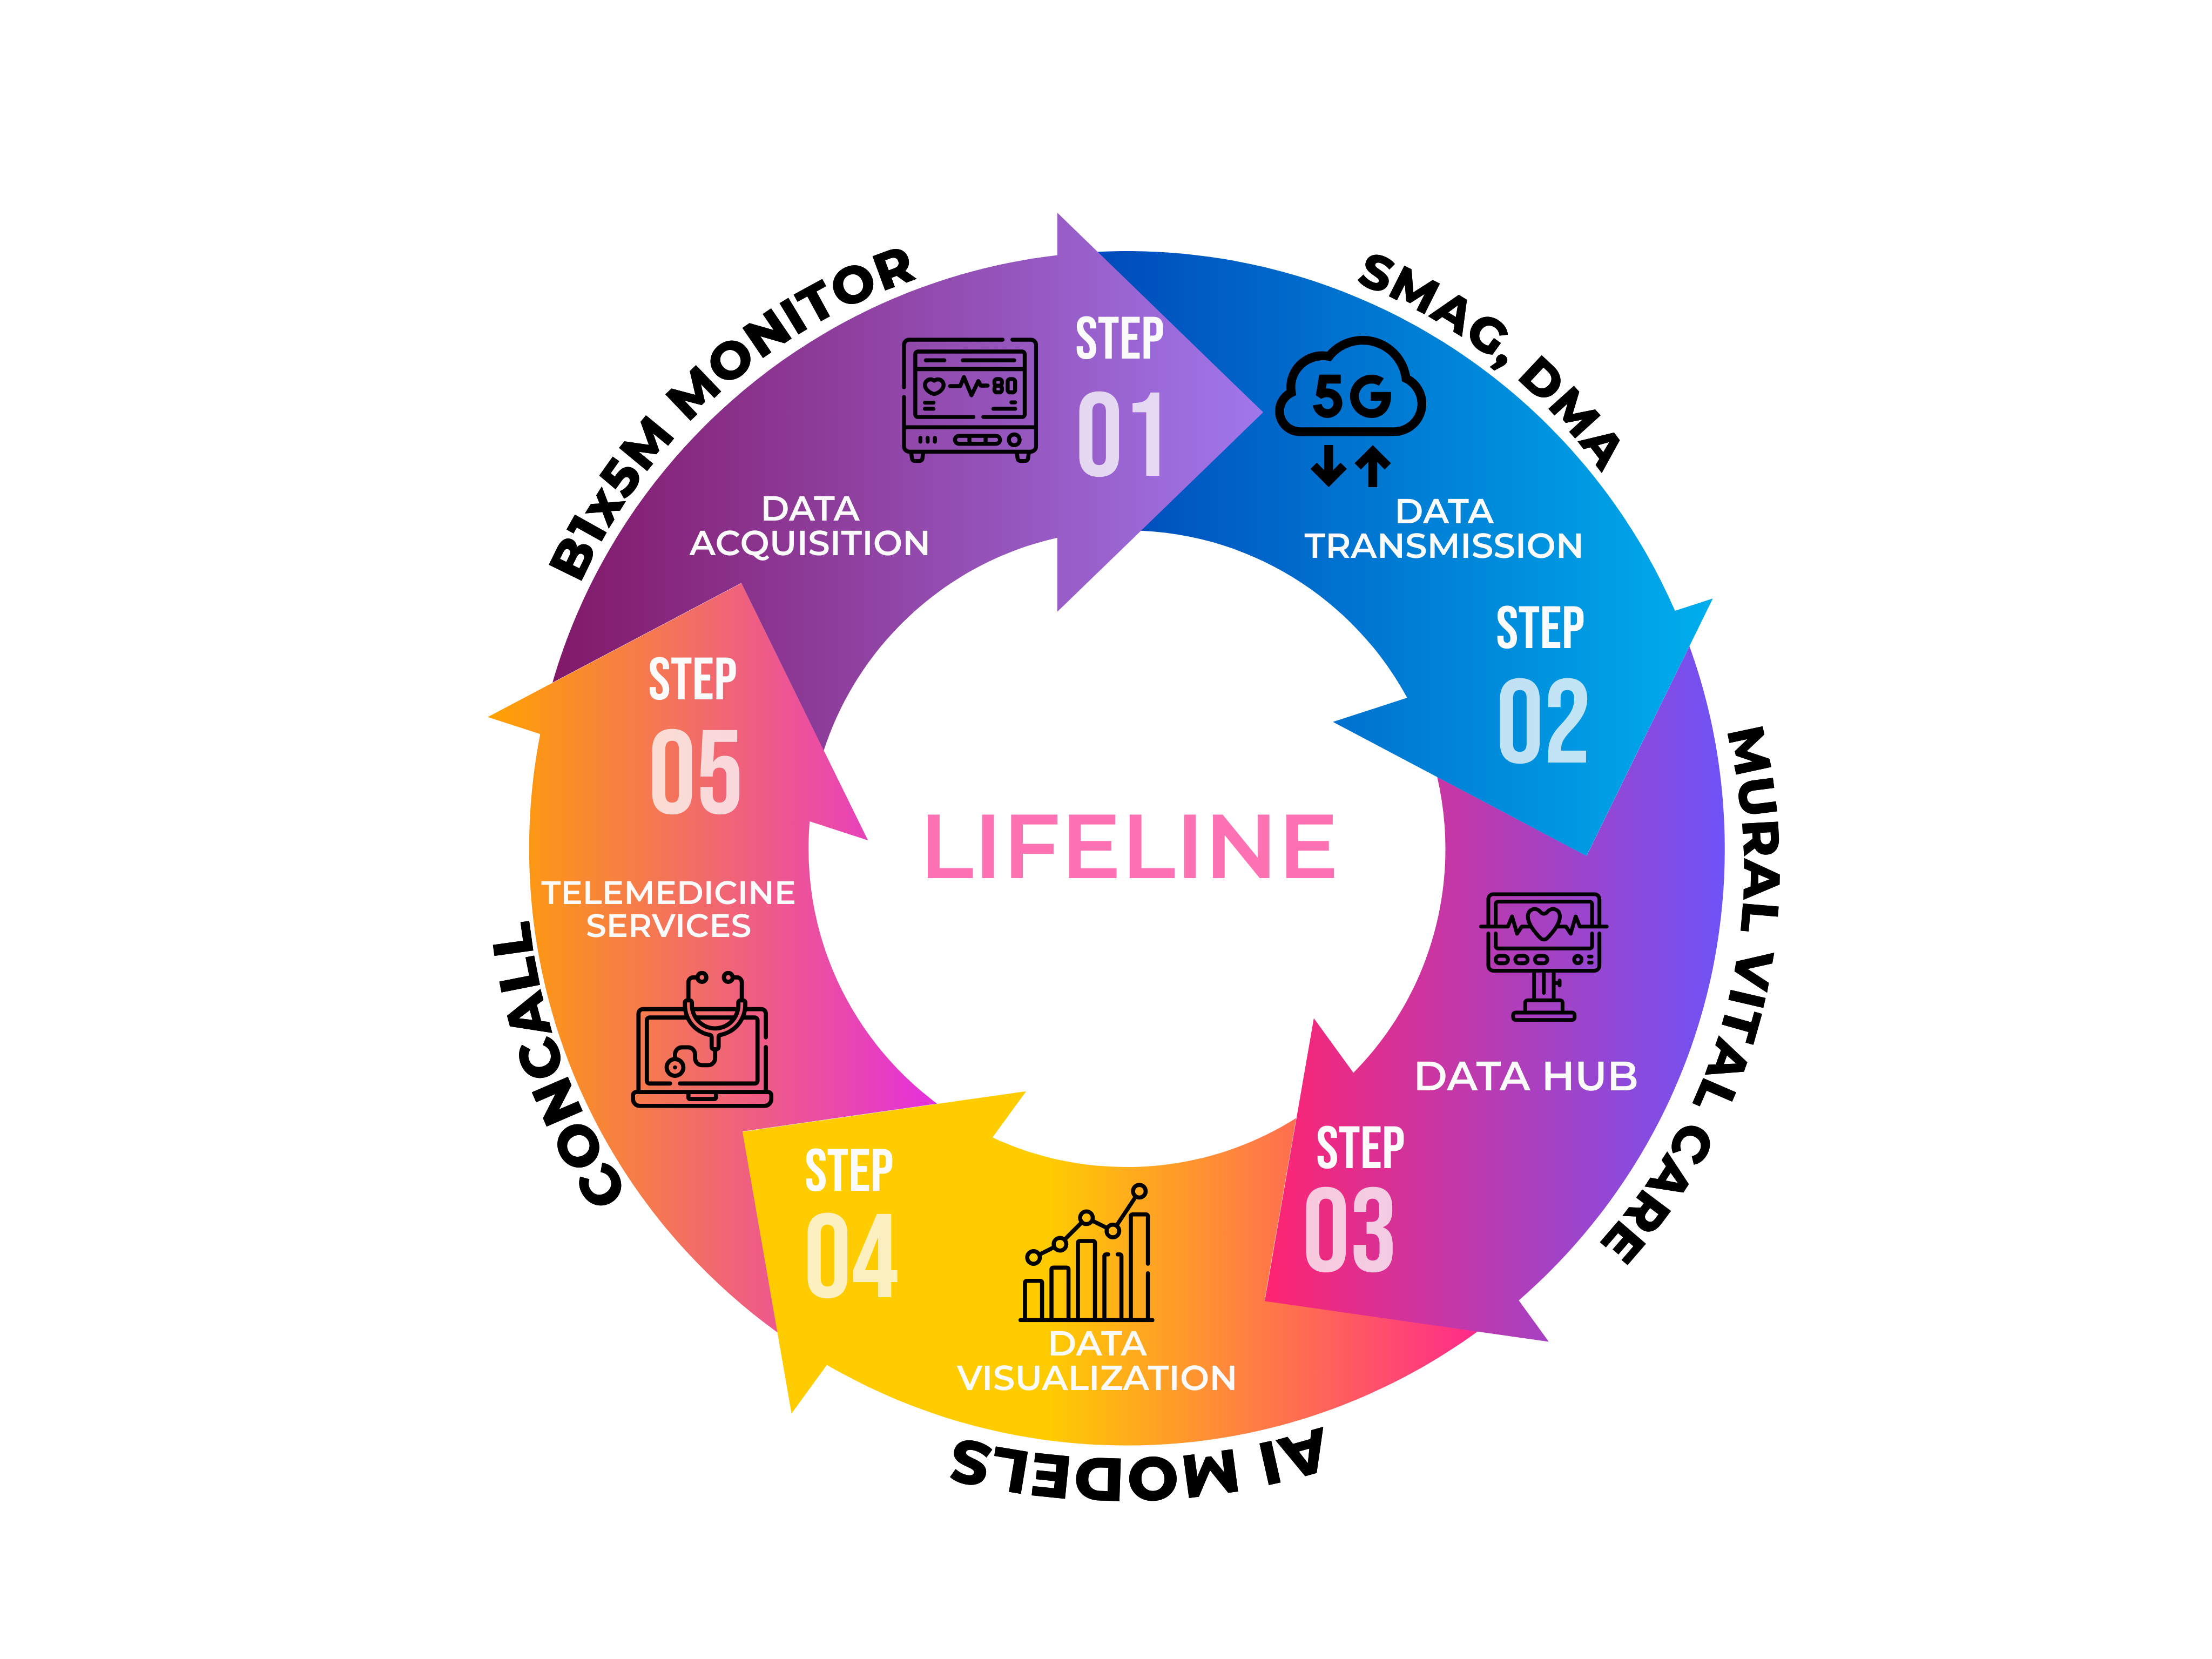 B1x5M MONITOR
80
STEP
01
DATA
ACQUISITION
SMAG, DMA
5G
DATA
TRANSMISSION
STEP
02
MURAL VITAL CARE
DATA HUB
STEP
03
AI MODELS
STEP
04
DATA
VISUALIZATION
CONCALL
STEP
05
TELEMEDICINE
SERVICES
LIFELINE